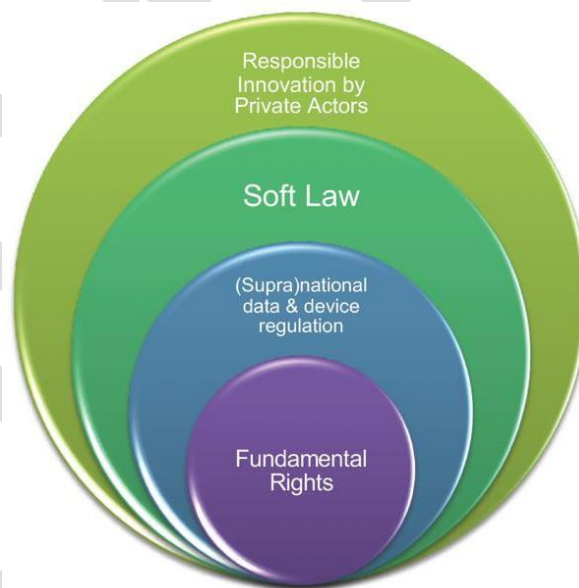 Responsible
Innovation by
Private Actors
Soft Law
(Supra)national
data & device
regulation
Fundamental
Rights